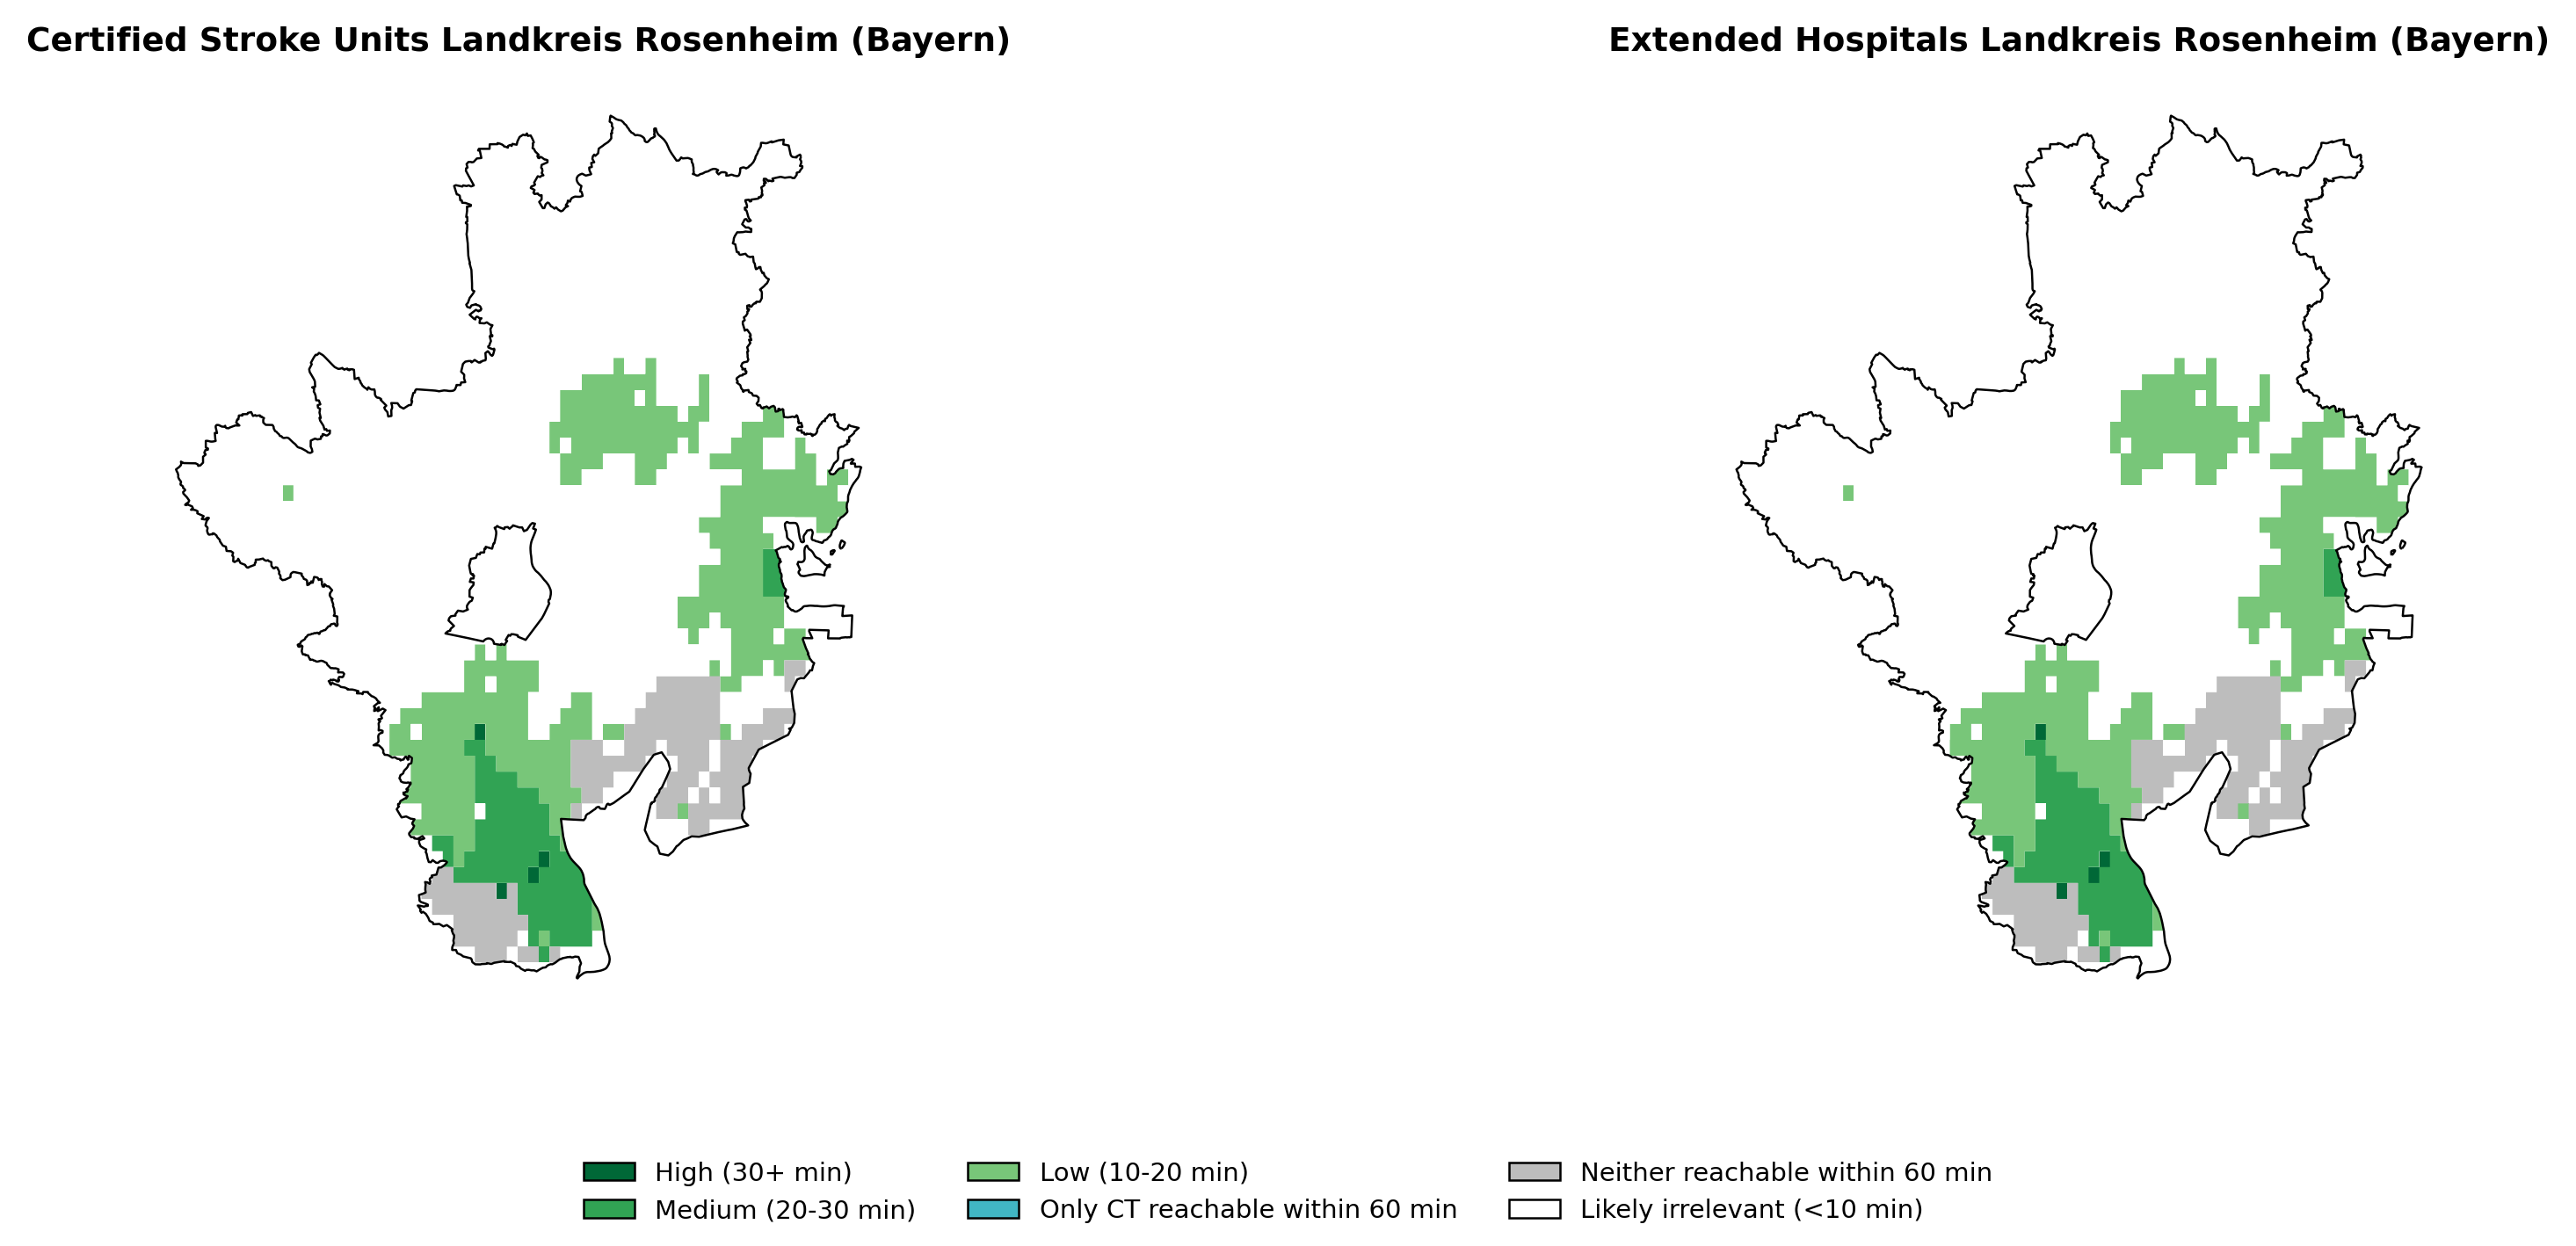 Certified Stroke Units Landkreis Rosenheim (Bayern)
Extended Hospitals Landkreis Rosenheim (Bayern)
High (30+ min)
Medium (20-30 min)
Low (10-20 min)
Only CT reachable within 60 min
Neither reachable within 60 min
Likely irrelevant (<10 min)